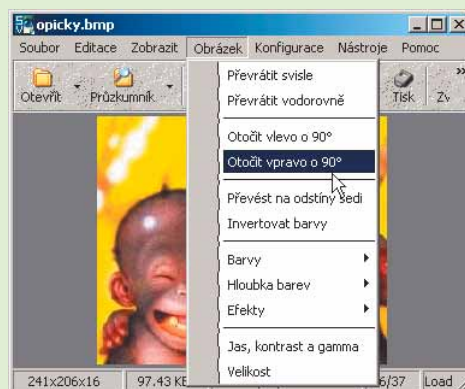 opicky.bmp
Soubor Editace Zobrazit Obrázek Konfigurace Nástroje Pomoc
Otevřít Průzkumník Tisk
Převrátit svisle
Převrátit vodorovně
Otočit vlevo o 90°
Otočit vpravo o 90°
Převést na odstíny šedi
Invertovat barvy
Barvy
Hloubka barev
Efekty
Jas, kontrast a gamma
Velikost
241x206x16 97.43 6/37 Load